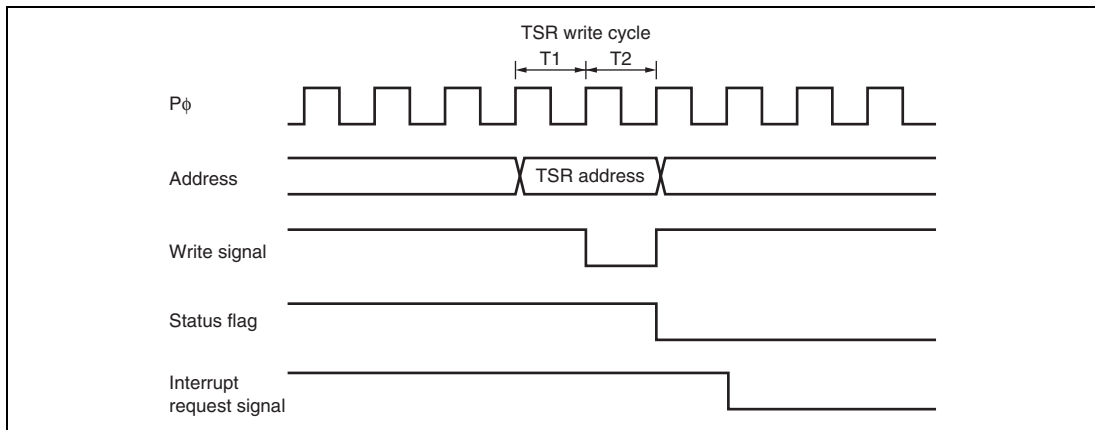 TSR write cycle
T1 T2
Pϕ
Address
TSR address
Write signal
Status flag
Interrupt
request signal